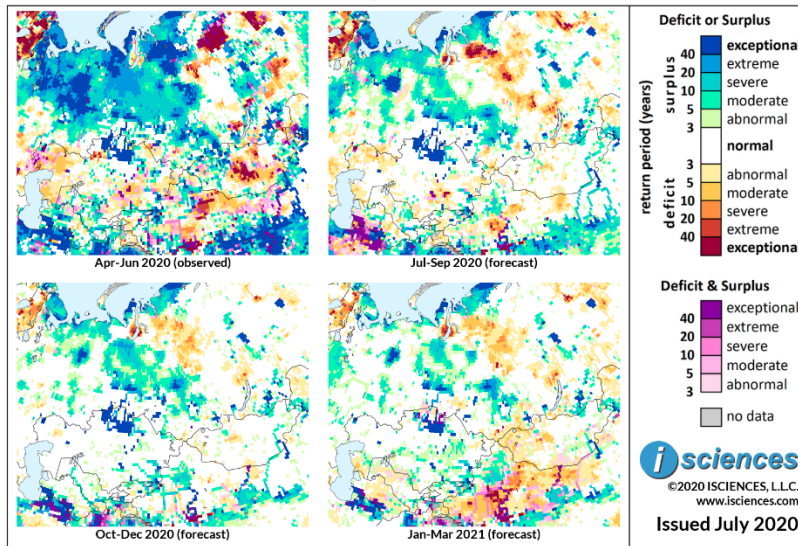 Apr-Jun 2020 (observed)
Jul-Sep 2020 (forecast)
Oct-Dec 2020 (forecast)
Jan-Mar 2021 (forecast)
Deficit or Surplus
return period (years)
surplus
deficit
40
20
10
5
3
3
5
10
20
40
exceptiona
extreme
severe
moderate
abnormal
normal
abnormal
moderate
severe
extreme
exceptiona
Deficit & Surplus
40
20
10
5
3
exceptional
extreme
severe
moderate
abnormal
no data
i sciences
©2020 ISCIENCES, L.L.C.
www.isciences.com
Issued July 2020